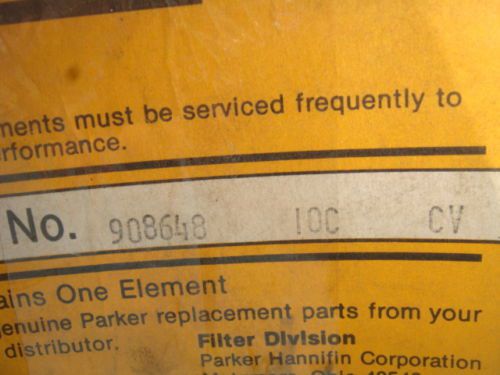 ments must be serviced frequently to
erformance.
No. 908648 10C CV
ains One Element
enuine Parker replacement parts from your
distributor.
Filter Division
Parker Hannifin Corporation